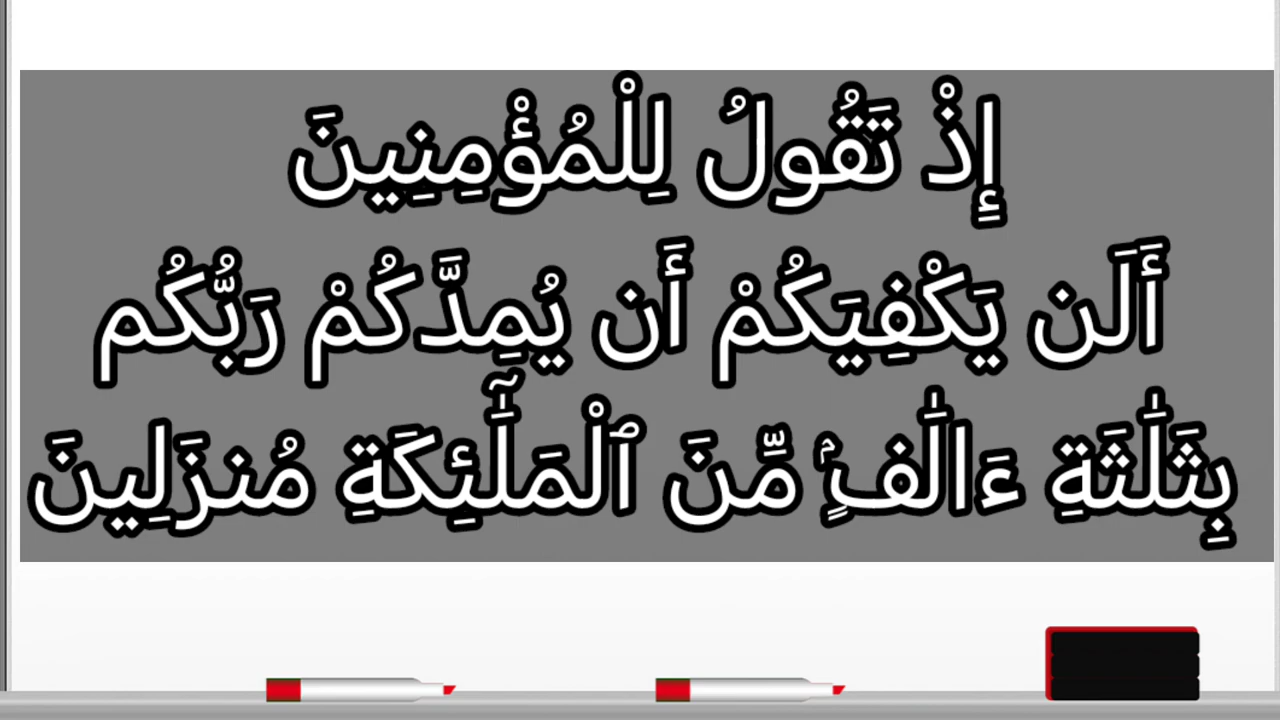 إِذْ تَقُولُ لِلْمُؤْمِنِينَ
أَلَن يَكْفِيَكُمْ أَن يُمِدَّكُمْ رَبُّكُم
بِثَلَٰثَةِ ءَالَٰفٍۢ مِّنَ ٱلْمَلَٰٓئِكَةِ مُنزَلِينَ